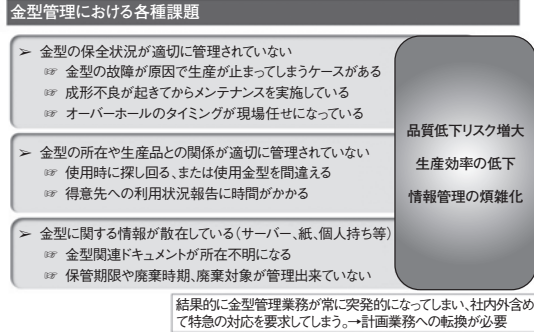 金型管理における各種課題
➢ 金型の保全状況が適切に管理されていない
☞ 金型の故障が原因で生産が止まってしまうケースがある
☞ 成形不良が起きてからメンテナンスを実施している
☞ オーバーホールのタイミングが現場任せになっている
➢ 金型の所在や生産品との関係が適切に管理されていない
☞ 使用時に探し回る、または使用金型を間違える
☞ 得意先への利用状況報告に時間がかかる
➢ 金型に関する情報が散在している(サーバー、紙、個人持ち等)
☞ 金型関連ドキュメントが所在不明になる
☞ 保管期限や廃棄時期、廃棄対象が管理出来ていない
品質低下リスク増大
生産効率の低下
情報管理の煩雑化
結果的に金型管理業務が常に突発的になってしまい、社内外含め
て特急の対応を要求してしまう。→計画業務への転換が必要